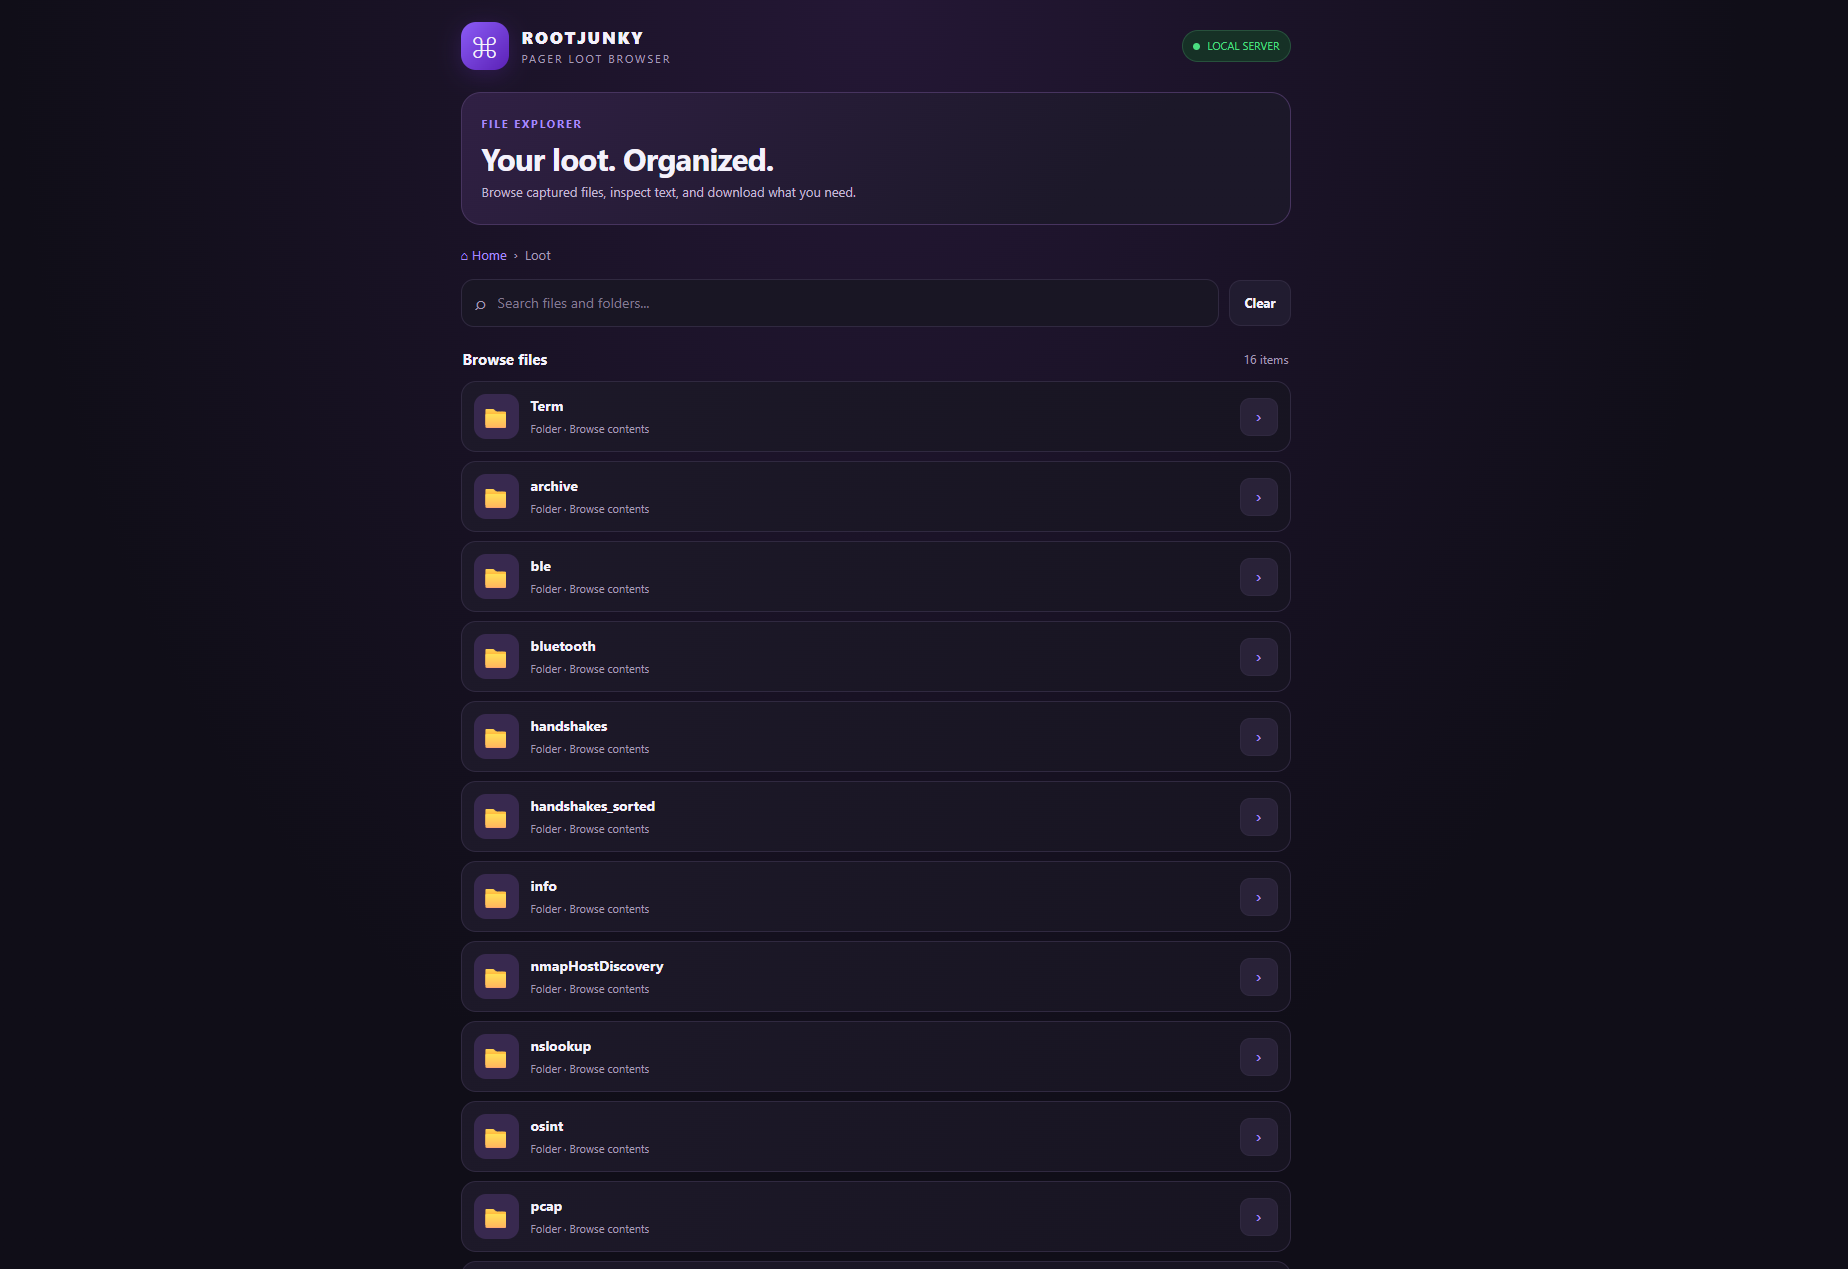 ROOTJUNKY
PAGER LOOT BROWSER
LOCAL SERVER
FILE EXPLORER
Your loot. Organized.
Browse captured files, inspect text, and download what you need.
⌂ Home › Loot
Search files and folders...
Clear
Browse files
16 items
Term
Folder · Browse contents
archive
Folder · Browse contents
ble
Folder · Browse contents
bluetooth
Folder · Browse contents
handshakes
Folder · Browse contents
handshakes_sorted
Folder · Browse contents
info
Folder · Browse contents
nmapHostDiscovery
Folder · Browse contents
nslookup
Folder · Browse contents
osint
Folder · Browse contents
pcap
Folder · Browse contents